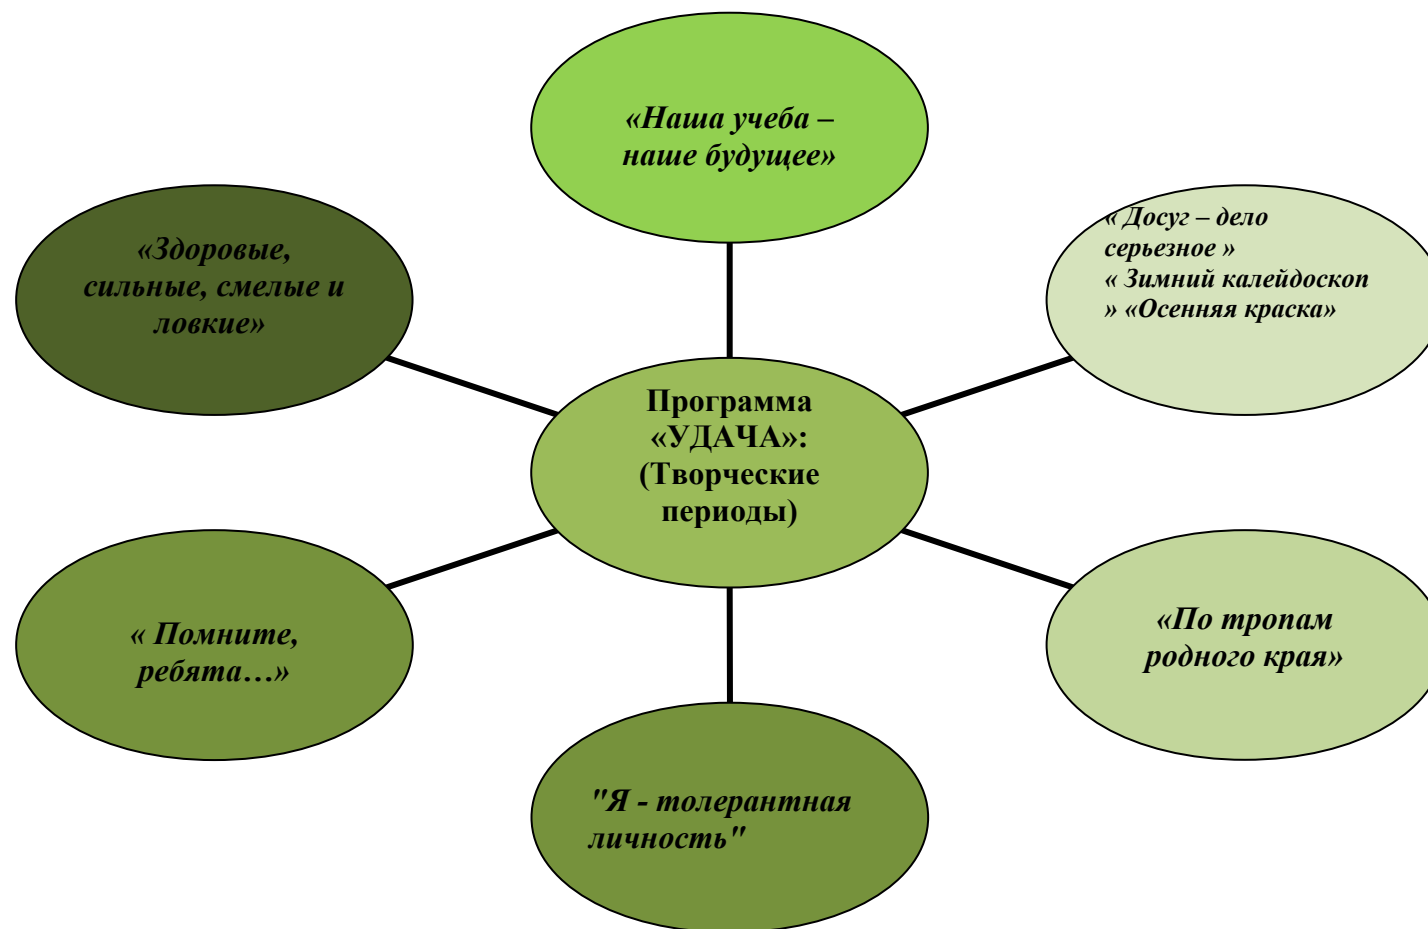 «Наша учеба –
наше будущее»
«Здоровые,
сильные, смелые и
ловкие»
« Досуг – дело
серьезное »
« Зимний калейдоскоп
» «Осенняя краска»
Программа
«УДАЧА»:
(Творческие
периоды)
« Помните,
ребята…»
«По тропам
родного края»
"Я - толерантная
личность"